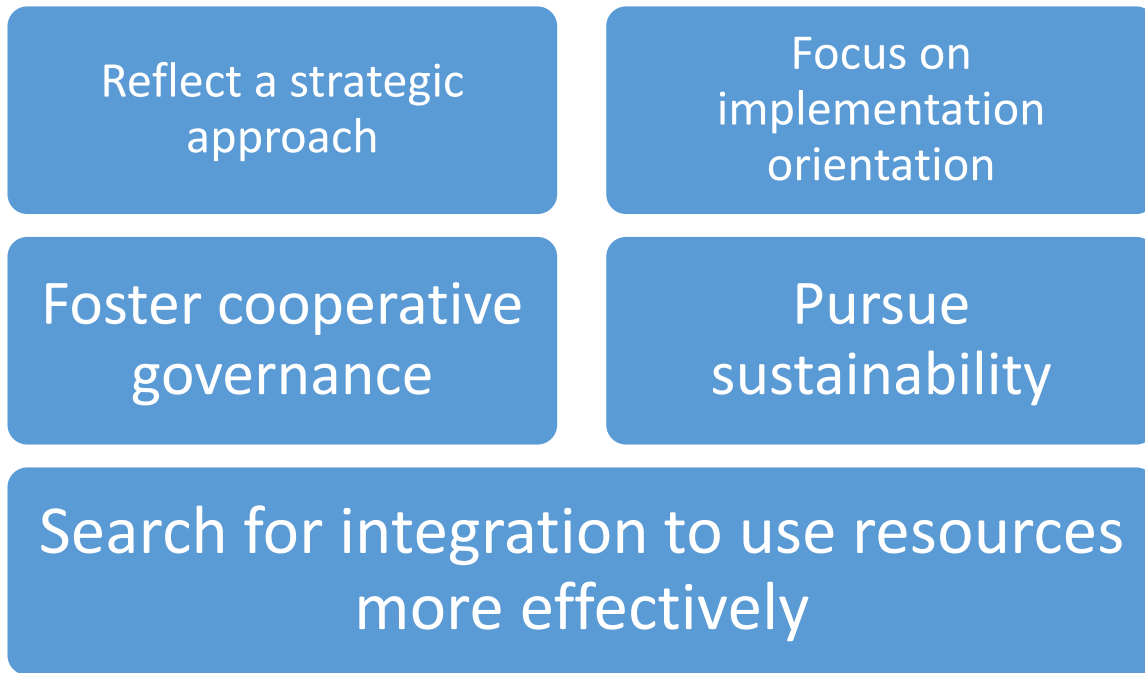 Reflect a strategic
approach
Focus on
implementation
orientation
Foster cooperative
governance
Pursue
sustainability
Search for integration to use resources
more effectively